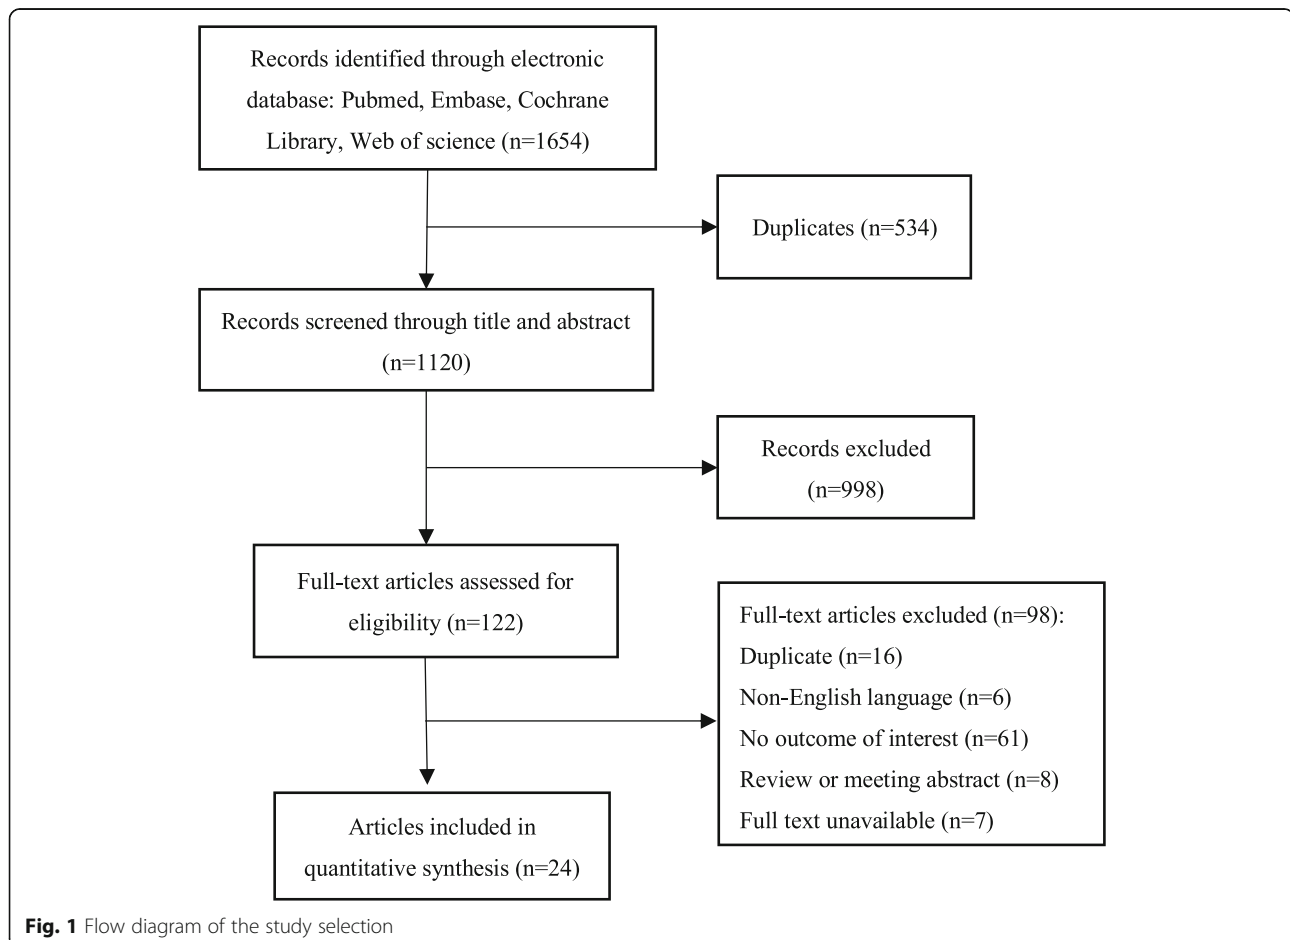 Records identified through electronic
database: Pubmed, Embase, Cochrane
Library, Web of science (n=1654)
Duplicates (n=534)
Records screened through title and abstract
(n=1120)
Records excluded
(n=998)
Full-text articles assessed for
eligibility (n=122)
Full-text articles excluded (n=98):
Duplicate (n=16)
Non-English language (n=6)
No outcome of interest (n=61)
Review or meeting abstract (n=8)
Full text unavailable (n=7)
Articles included in
quantitative synthesis (n=24)
Fig. 1 Flow diagram of the study selection